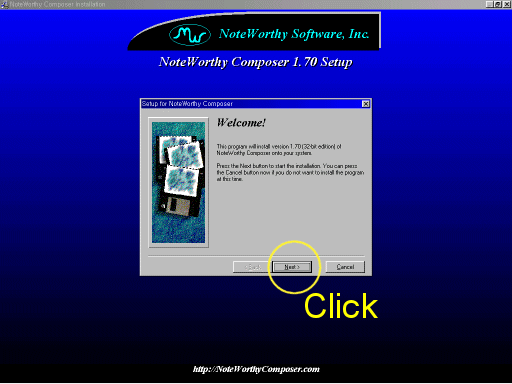 NoteWorthy Composer Installation
NoteWorthy Software, Inc.
NoteWorthy Composer 1.70 Setup
Setup for NoteWorthy Composer
Welcome!
This program will install version 1.70 (32-bit edition) of
NoteWorthy Composer onto your system.
Press the Next button to start the installation. You can press
the Cancel button now if you do not want to install the program
at this time.
< Back
Next >
Cancel
Click
http://NoteWorthyComposer.com